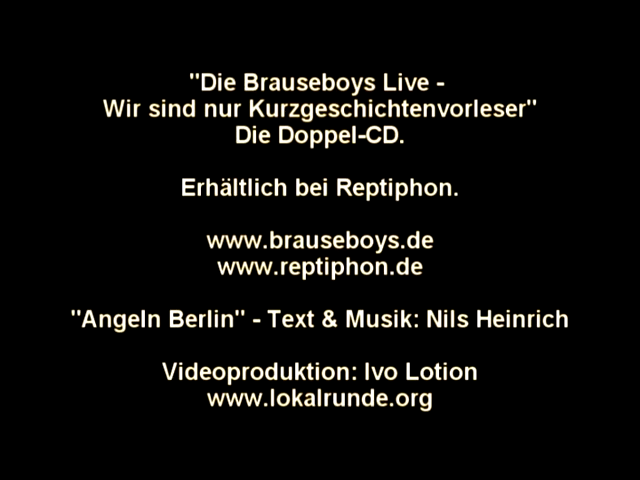 "Die Brauseboys Live -
Wir sind nur Kurzgeschichtenvorleser"
Die Doppel-CD.
Erhältlich bei Reptiphon.
www.brauseboys.de
www.reptiphon.de
"Angeln Berlin" - Text & Musik: Nils Heinrich
Videoproduktion: Ivo Lotion
www.lokalrunde.org